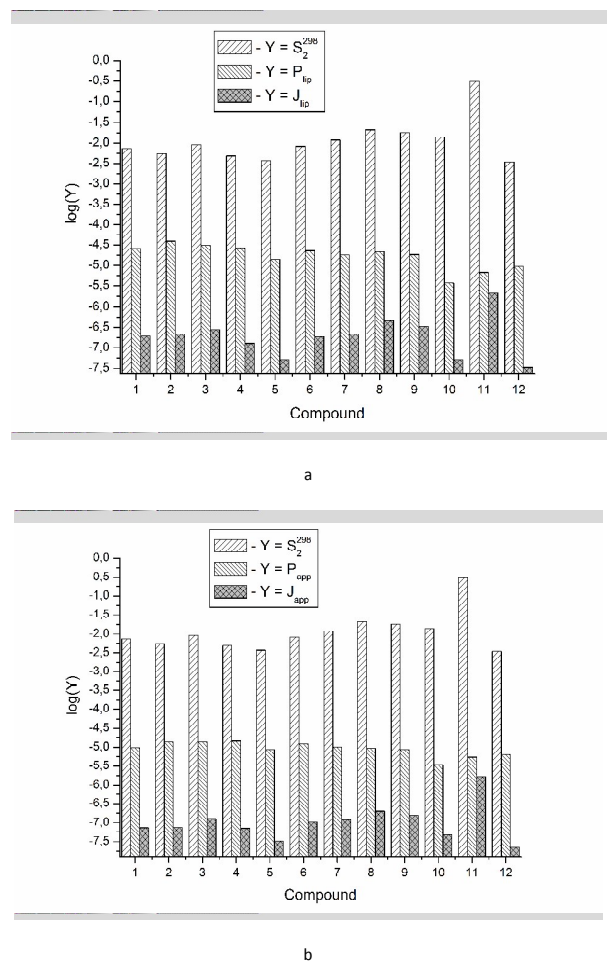 - Y = S₂²⁹⁸
- Y = Pₗᵢₚ
- Y = Jₗᵢₚ
0,0
-0,5
-1,0
-1,5
-2,0
-2,5
-3,0
-3,5
-4,0
-4,5
-5,0
-5,5
-6,0
-6,5
-7,0
-7,5
log(Y)
1 2 3 4 5 6 7 8 9 10 11 12
Compound
a
- Y = S₂²⁹⁸
- Y = Pₐₚₚ
- Y = Jₐₚₚ
0,0
0,5
-1,0
-1,5
-2,0
-2,5
-3,0
-3,5
-4,0
-4,5
-5,0
-5,5
-6,0
-6,5
-7,0
-7,5
log(Y)
1 2 3 4 5 6 7 8 9 10 11 12
Compound
b